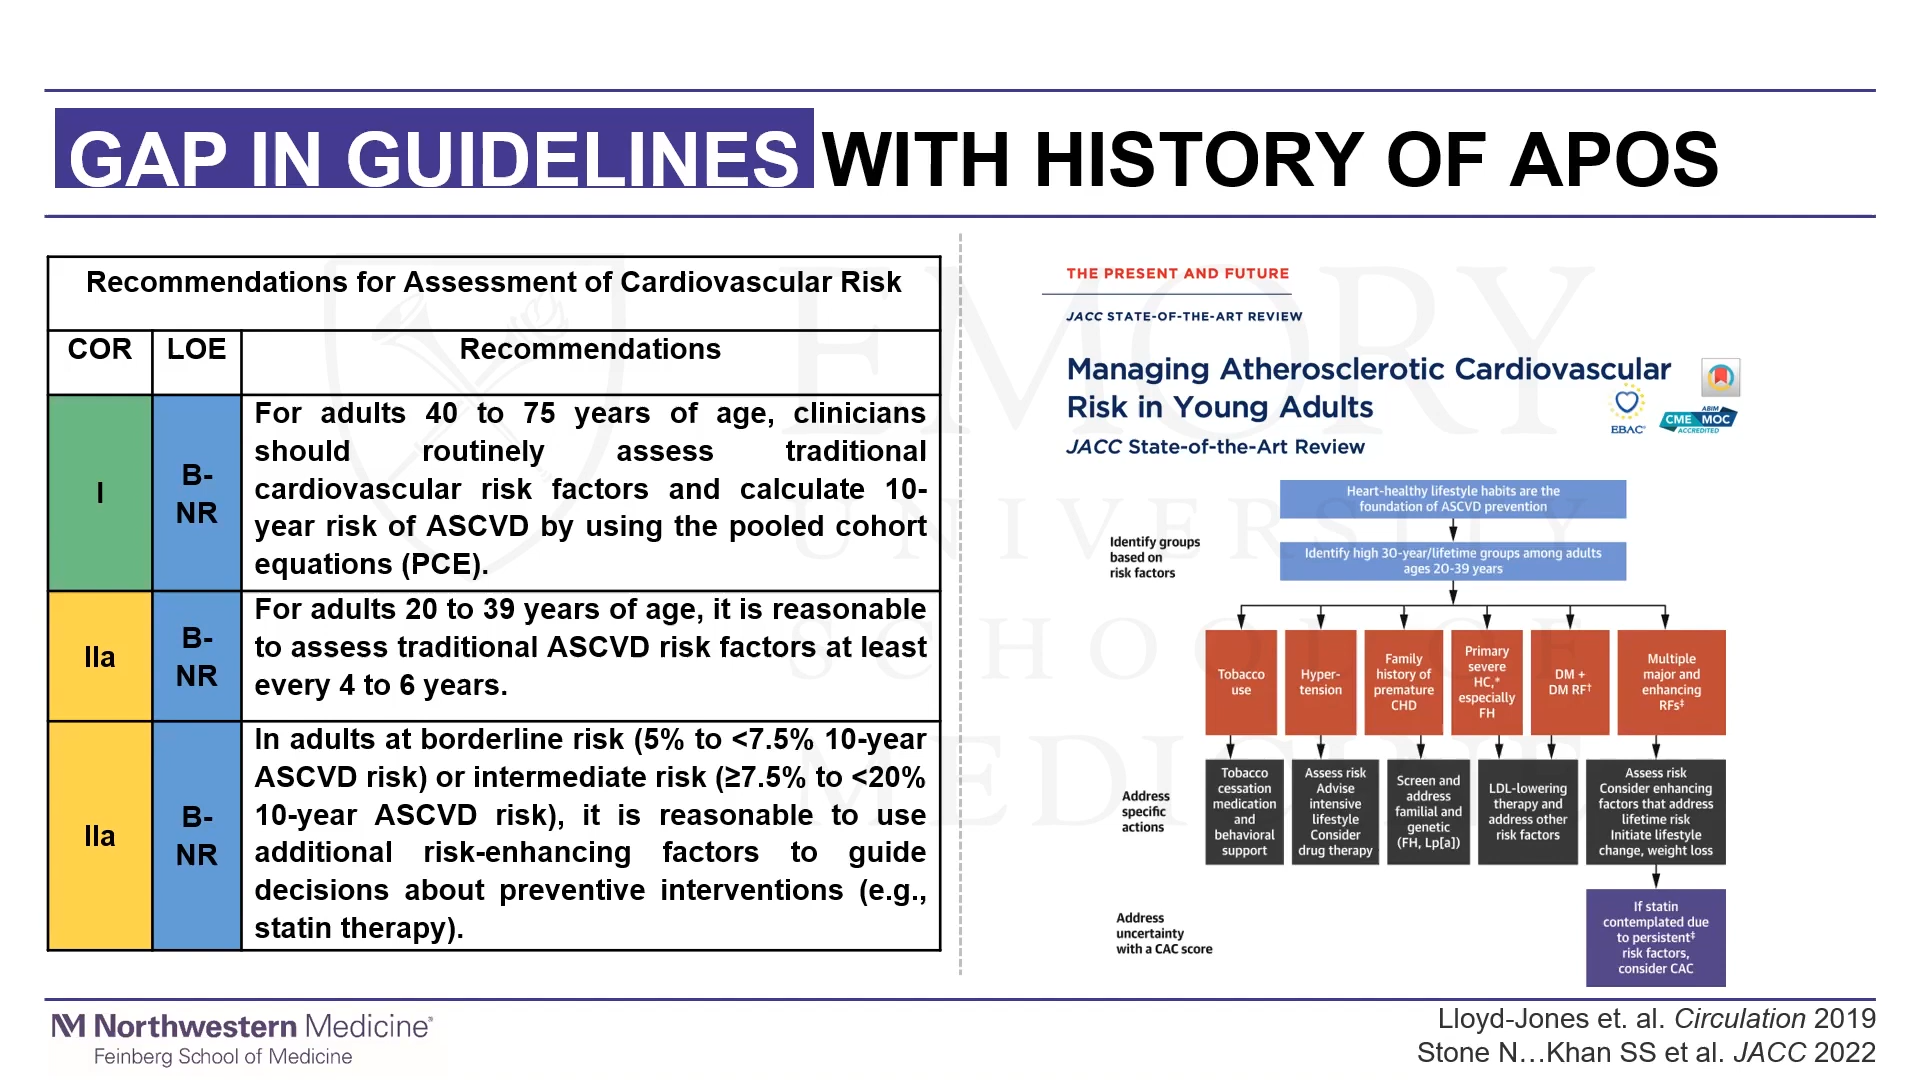 GAP IN GUIDELINES WITH HISTORY OF APOS
Recommendations for Assessment of Cardiovascular Risk
COR LOE Recommendations
I
B-
NR
For adults 40 to 75 years of age, clinicians
should routinely assess traditional
cardiovascular risk factors and calculate 10-
year risk of ASCVD by using the pooled cohort
equations (PCE).
IIa
B-
NR
For adults 20 to 39 years of age, it is reasonable
to assess traditional ASCVD risk factors at least
every 4 to 6 years.
IIa
B-
NR
In adults at borderline risk (5% to <7.5% 10-year
ASCVD risk) or intermediate risk (≥7.5% to <20%
10-year ASCVD risk), it is reasonable to use
additional risk-enhancing factors to guide
decisions about preventive interventions (e.g.,
statin therapy).
THE PRESENT AND FUTURE
JACC STATE-OF-THE-ART REVIEW
Managing Atherosclerotic Cardiovascular
Risk in Young Adults
JACC State-of-the-Art Review
EBAC®
ABIM
CME MOC
ACCREDITED
Heart-healthy lifestyle habits are the
foundation of ASCVD prevention
Identify groups
based on
risk factors
Identify high 30-year/lifetime groups among adults
ages 20-39 years
Tobacco
use
Hyper-
tension
Family
history of
premature
CHD
Primary
severe
HC,*
especially
FH
DM +
DM RF†
Multiple
major and
enhancing
RFs‡
Address
specific
actions
Tobacco
cessation
medication
and
behavioral
support
Assess risk
Advise
intensive
lifestyle
Consider
drug therapy
Screen and
address
familial and
genetic
(FH, Lp[a])
LDL-lowering
therapy and
address other
risk factors
Assess risk
Consider enhancing
factors that address
lifetime risk
Initiate lifestyle
change, weight loss
Address
uncertainty
with a CAC score
If statin
contemplated due
to persistent‡
risk factors,
consider CAC
EMORY
UNIVERSITY
SCHOOL OF
MEDICINE
NM Northwestern Medicine®
Feinberg School of Medicine
Lloyd-Jones et. al. Circulation 2019
Stone N…Khan SS et al. JACC 2022